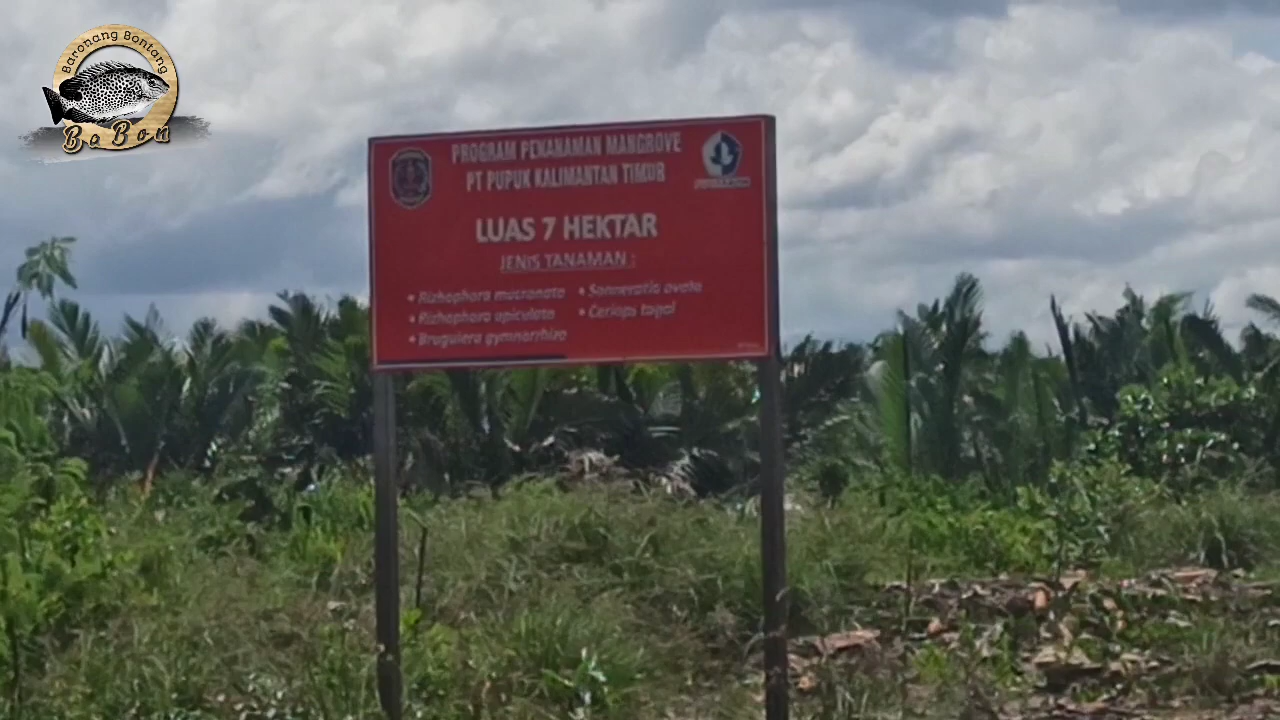 Baronang Bontang
BaBon
PROGRAM PENANAMAN MANGROVE
PT PUPUK KALIMANTAN TIMUR
LUAS 7 HEKTAR
JENIS TANAMAN :
• Rizhophora mucronata
• Rizhophora apiculata
• Bruguiera gymnorrhiza
• Sonneratia ovata
• Ceriops tagal